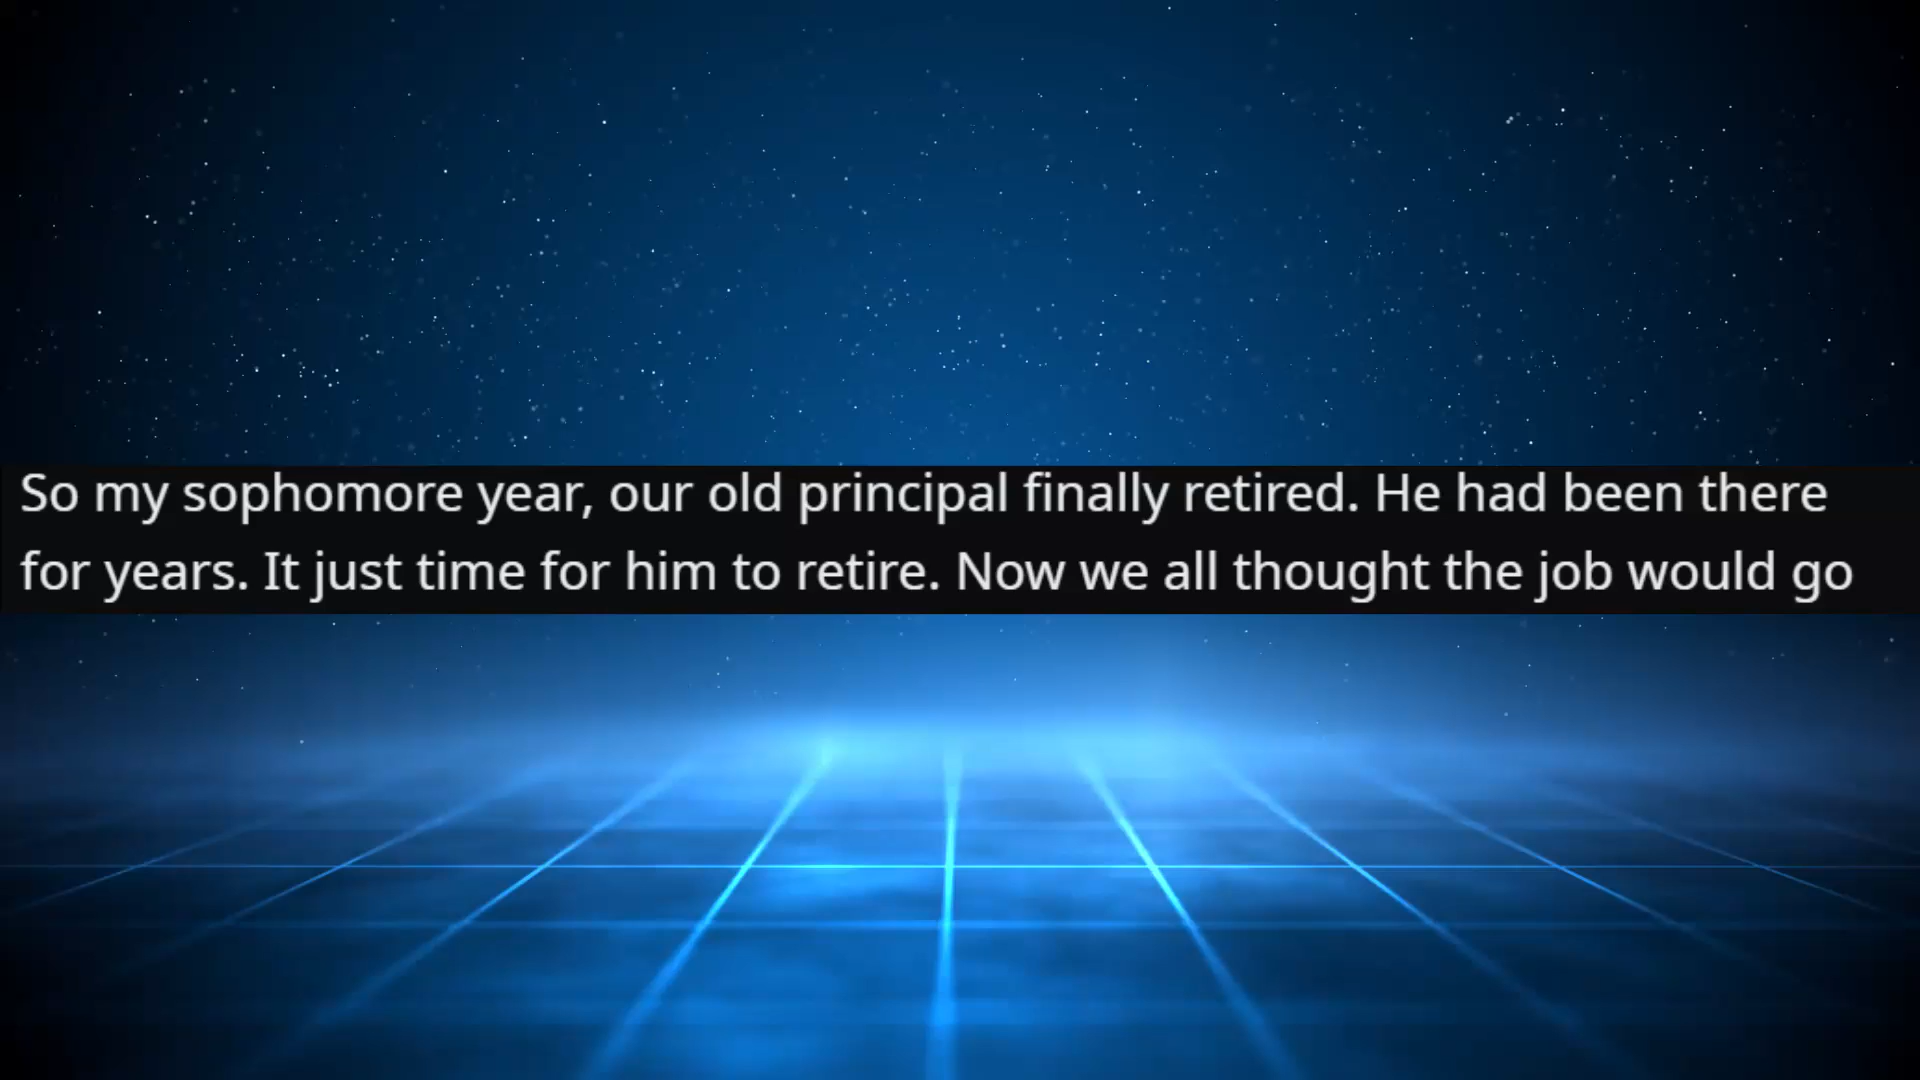 So my sophomore year, our old principal finally retired. He had been there
for years. It just time for him to retire. Now we all thought the job would go